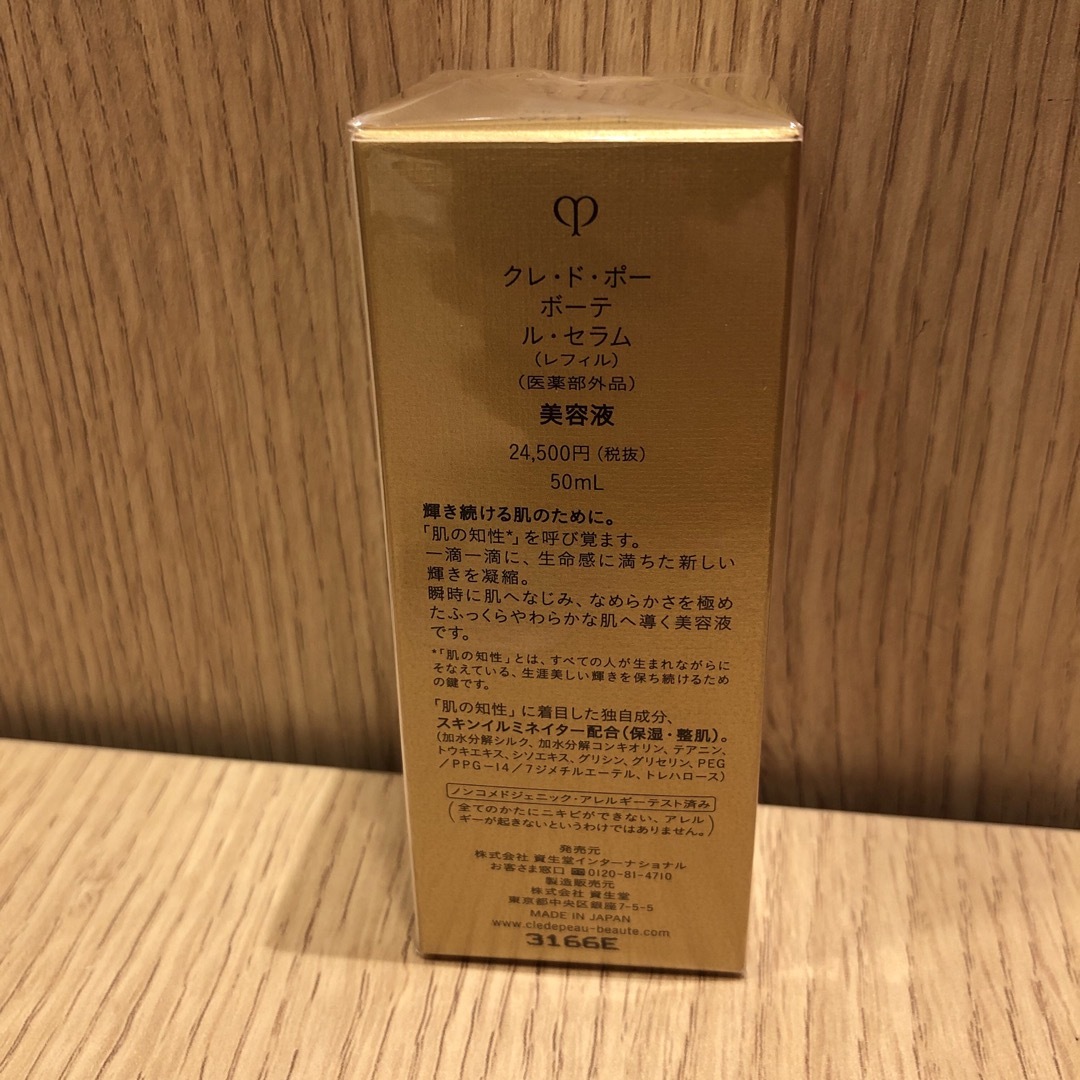 クレ・ド・ポー
ボーテ
ル・セラム
(レフィル)
(医薬部外品)
美容液
24,500円(税抜)
50mL
輝き続ける肌のために。
「肌の知性*」を呼び覚ます。
一滴一滴に、生命感に満ちた新しい
輝きを凝縮。
瞬時に肌へなじみ、なめらかさを極め
たふっくらやわらかな肌へ導く美容液
です。
*「肌の知性」とは、すべての人が生まれながらに
そなえている、生涯美しい輝きを保ち続けるため
の鍵です。
「肌の知性」に着目した独自成分、
スキンイルミネイター配合(保湿・整肌)。
(加水分解シルク、加水分解コンキオリン、テアニン、
トウキエキス、シソエキス、グリシン、グリセリン、PEG
/PPG-14/7ジメチルエーテル、トレハロース)
ノンコメドジェニック・アレルギーテスト済み
(全てのかたにニキビができない、アレル
ギーが起きないというわけではありません。)
発売元
株式会社 資生堂インターナショナル
お客さま窓口 0120-81-4710
製造販売元
株式会社 資生堂
東京都中央区銀座7-5-5
MADE IN JAPAN
www.cledepeau-beaute.com
3166E